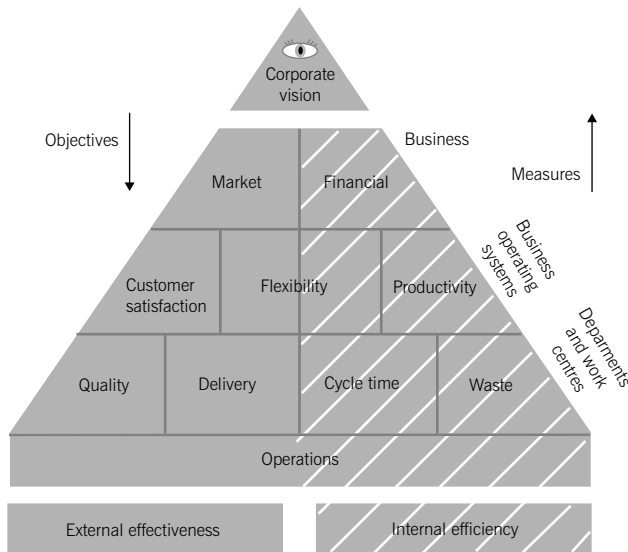 Corporate
vision
Objectives
Business
Measures
Market
Financial
Business
operating
systems
Customer
satisfaction
Flexibility
Productivity
Deparments
and work
centres
Quality
Delivery
Cycle time
Waste
Operations
External effectiveness
Internal efficiency